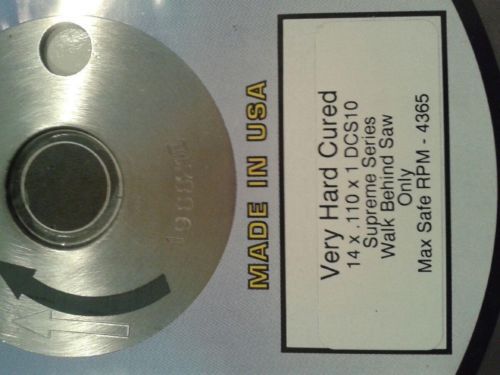 MADE IN USA
Very Hard Cured
14 x .110 x 1 DCS10
Supreme Series
Walk Behind Saw
Only
Max Safe RPM - 4365